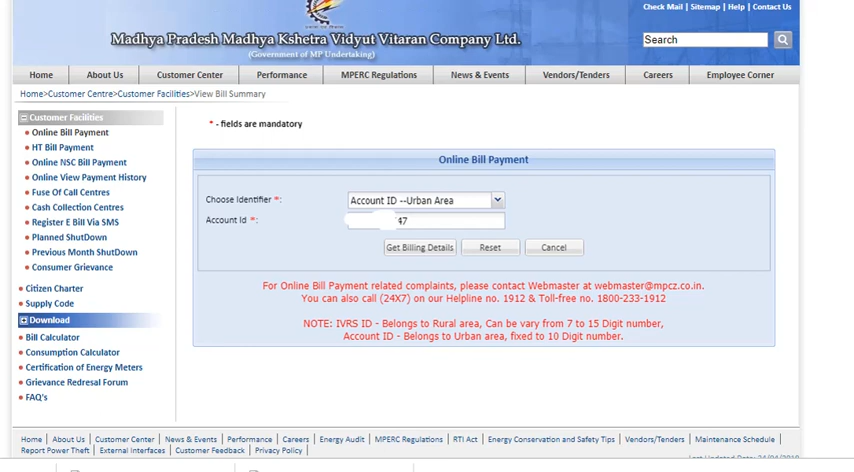 Check Mail | Sitemap | Help | Contact Us
Madhya Pradesh Madhya Kshetra Vidyut Vitaran Company Ltd.
(Government of MP Undertaking)
Search
Home
About Us
Customer Center
Performance
MPERC Regulations
News & Events
Vendors/Tenders
Careers
Employee Corner
Home>Customer Centre>Customer Facilities>View Bill Summary
Customer Facilities
Online Bill Payment
HT Bill Payment
Online NSC Bill Payment
Online View Payment History
Fuse Of Call Centres
Cash Collection Centres
Register E Bill Via SMS
Planned ShutDown
Previous Month ShutDown
Consumer Grievance
Citizen Charter
Supply Code
Download
Bill Calculator
Consumption Calculator
Certification of Energy Meters
Grievance Redresal Forum
FAQ's
* - fields are mandatory
Online Bill Payment
Choose Identifier *: Account ID --Urban Area
Account Id *: 47
Get Billing Details
Reset
Cancel
For Online Bill Payment related complaints, please contact Webmaster at webmaster@mpcz.co.in.
You can also call (24X7) on our Helpline no. 1912 & Toll-free no. 1800-233-1912
NOTE: IVRS ID - Belongs to Rural area, Can be vary from 7 to 15 Digit number,
Account ID - Belongs to Urban area, fixed to 10 Digit number.
Home | About Us | Customer Center | News & Events | Performance | Careers | Energy Audit | MPERC Regulations | RTI Act | Energy Conservation and Safety Tips | Vendors/Tenders | Maintenance Schedule |
Report Power Theft | External Interfaces | Customer Feedback | Privacy Policy |